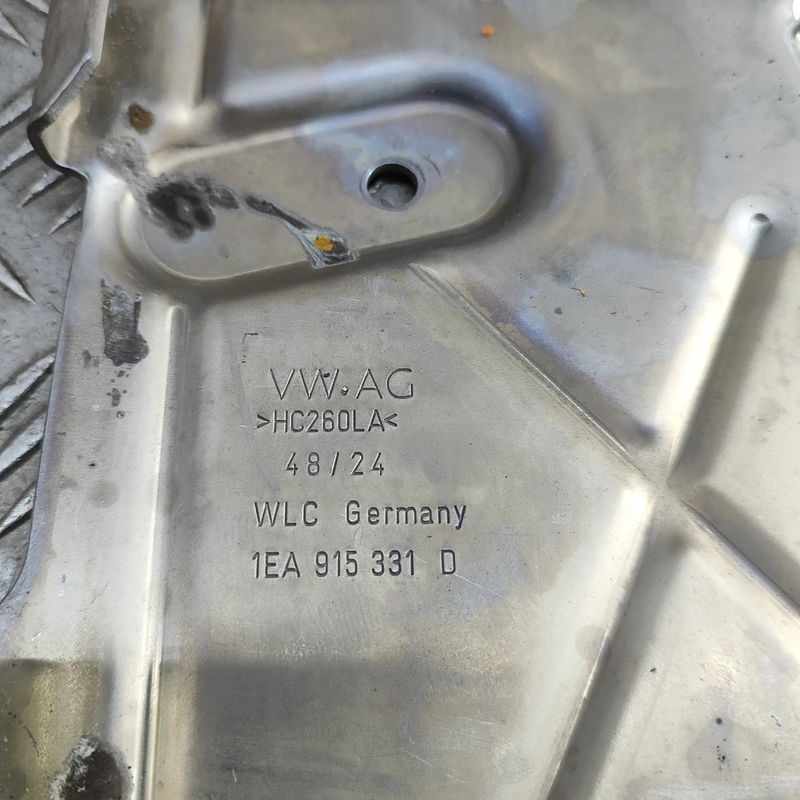 VW.AG
>HC260LA<
48/24
WLC Germany
1EA 915 331 D